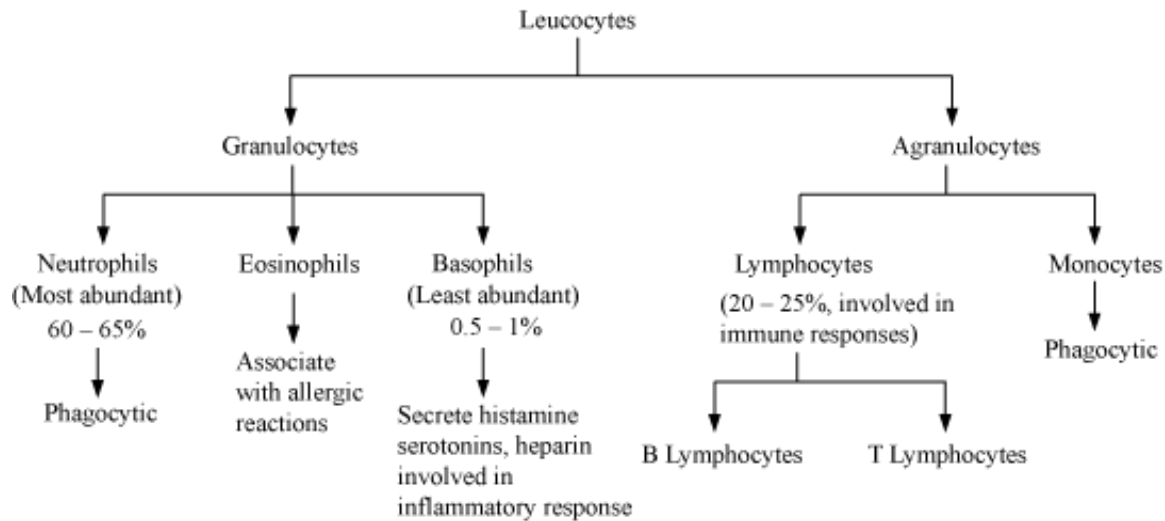 Leucocytes
Granulocytes
Agranulocytes
Neutrophils
(Most abundant)
60 – 65%
Phagocytic
Eosinophils
Associate
with allergic
reactions
Basophils
(Least abundant)
0.5 – 1%
Secrete histamine
serotonins, heparin
involved in
inflammatory response
Lymphocytes
(20 – 25%, involved in
immune responses)
B Lymphocytes
T Lymphocytes
Monocytes
Phagocytic